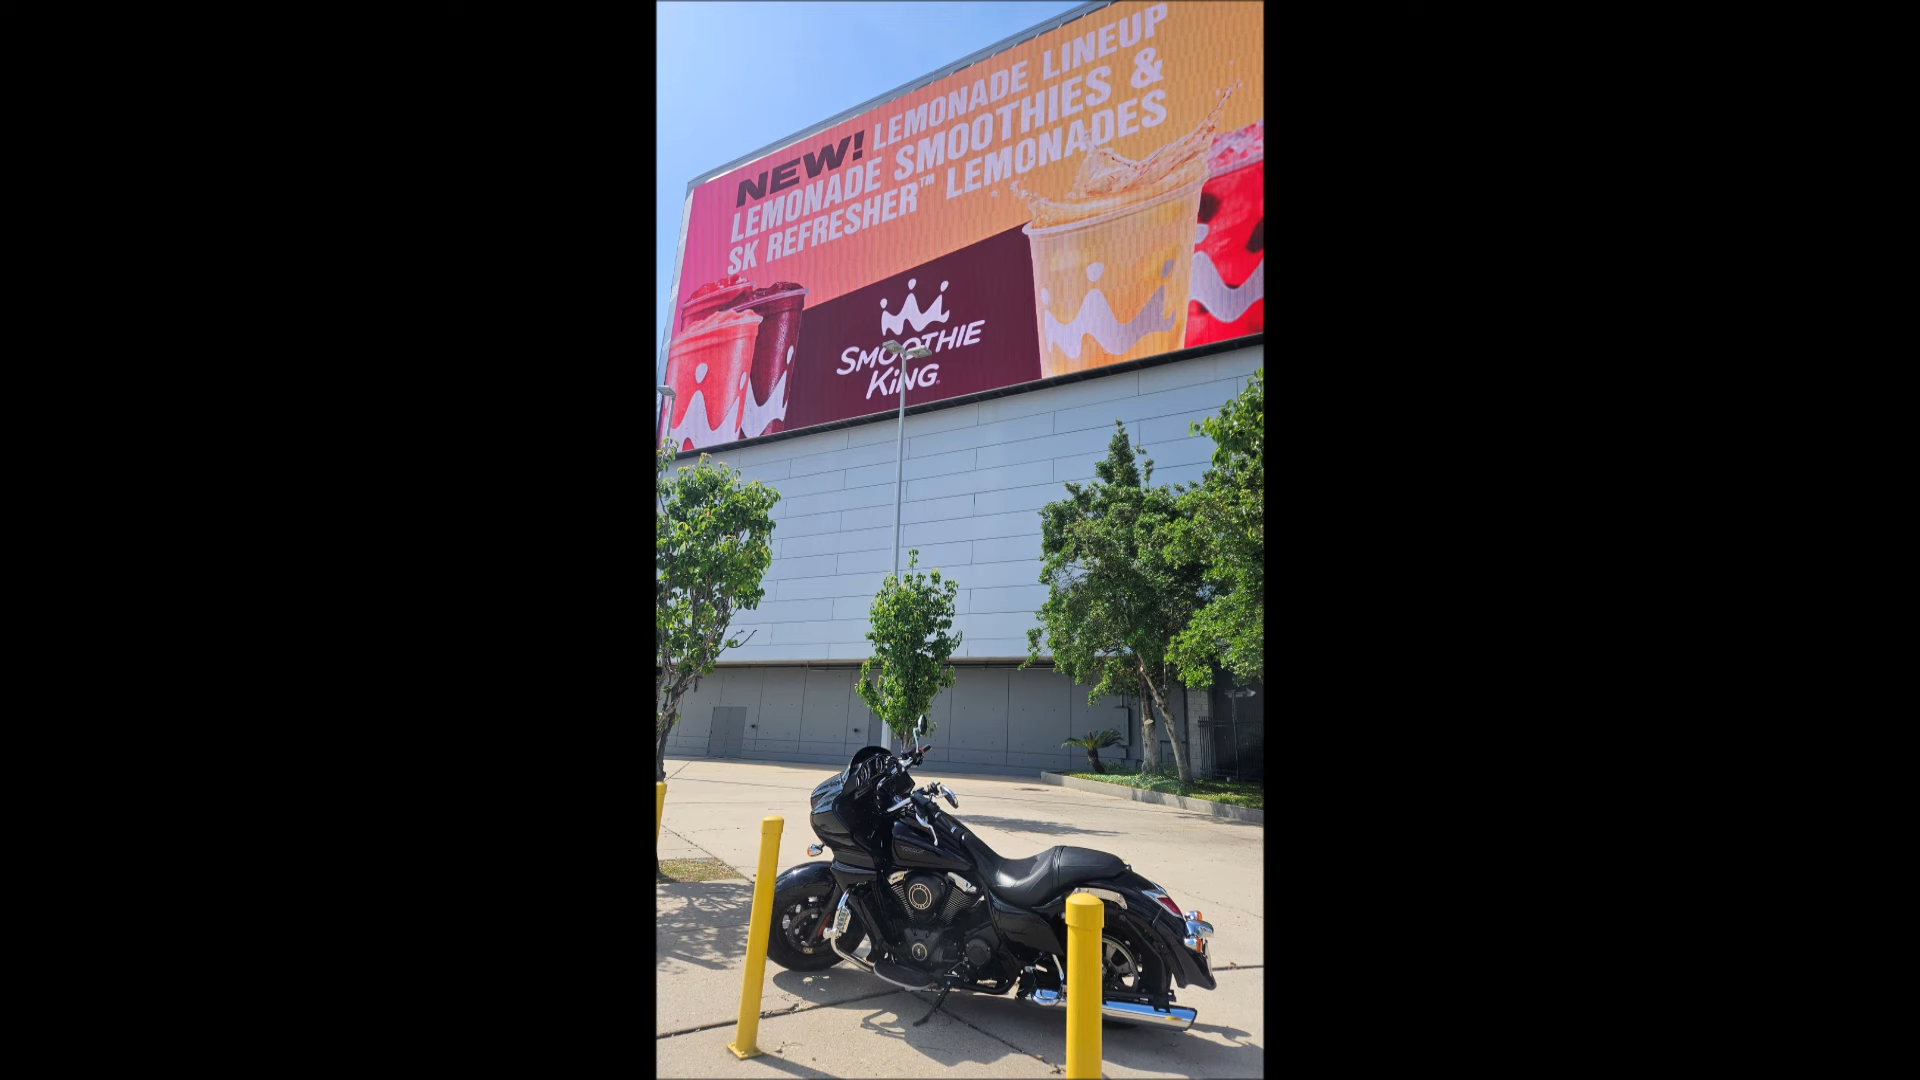 NEW! LEMONADE LINEUP
LEMONADE SMOOTHIES &
SK REFRESHER™ LEMONADES
SMOOTHIE
KiNG®